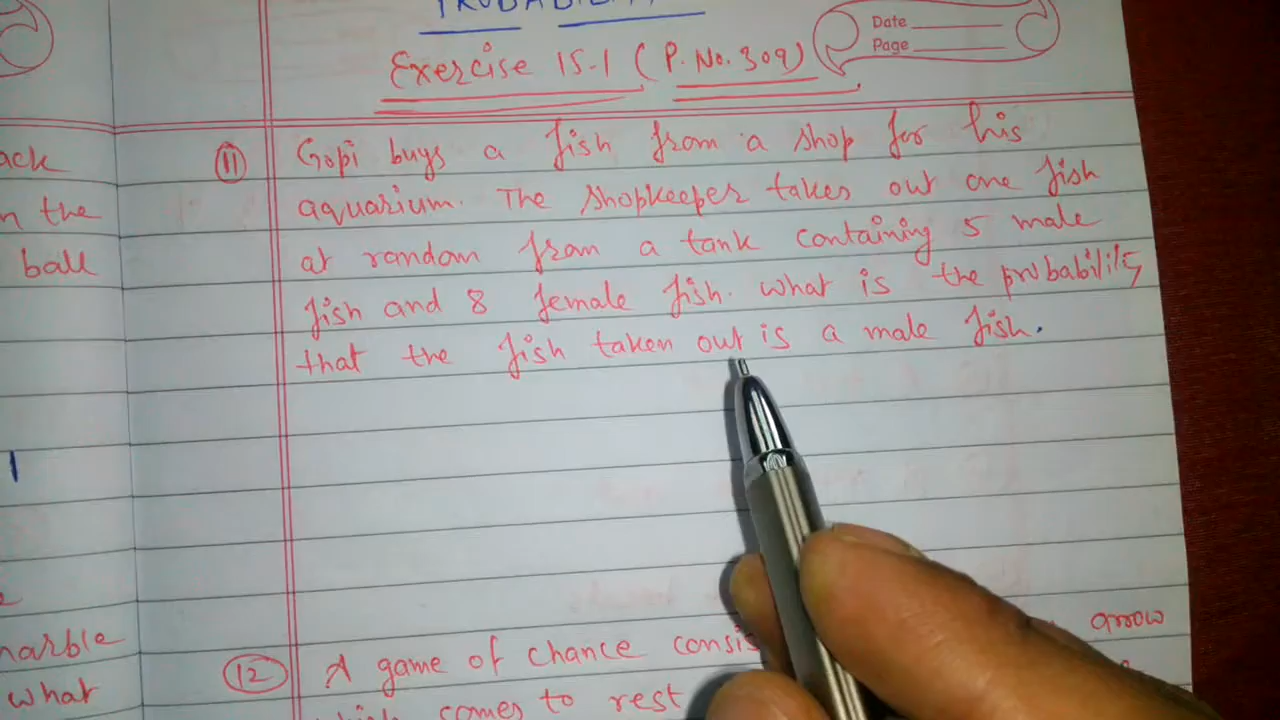 PROBABILITY
Exercise 15.1 (P. No. 309)
Date
Page
ack
n the
ball
(11) Gopi buys a fish from a shop for his
aquarium. The shopkeeper takes out one fish
at random from a tank containing 5 male
fish and 8 female fish. what is the probability
that the fish taken out is a male fish.
1
marble
what
(12) A game of chance consis arrow
which comes to rest